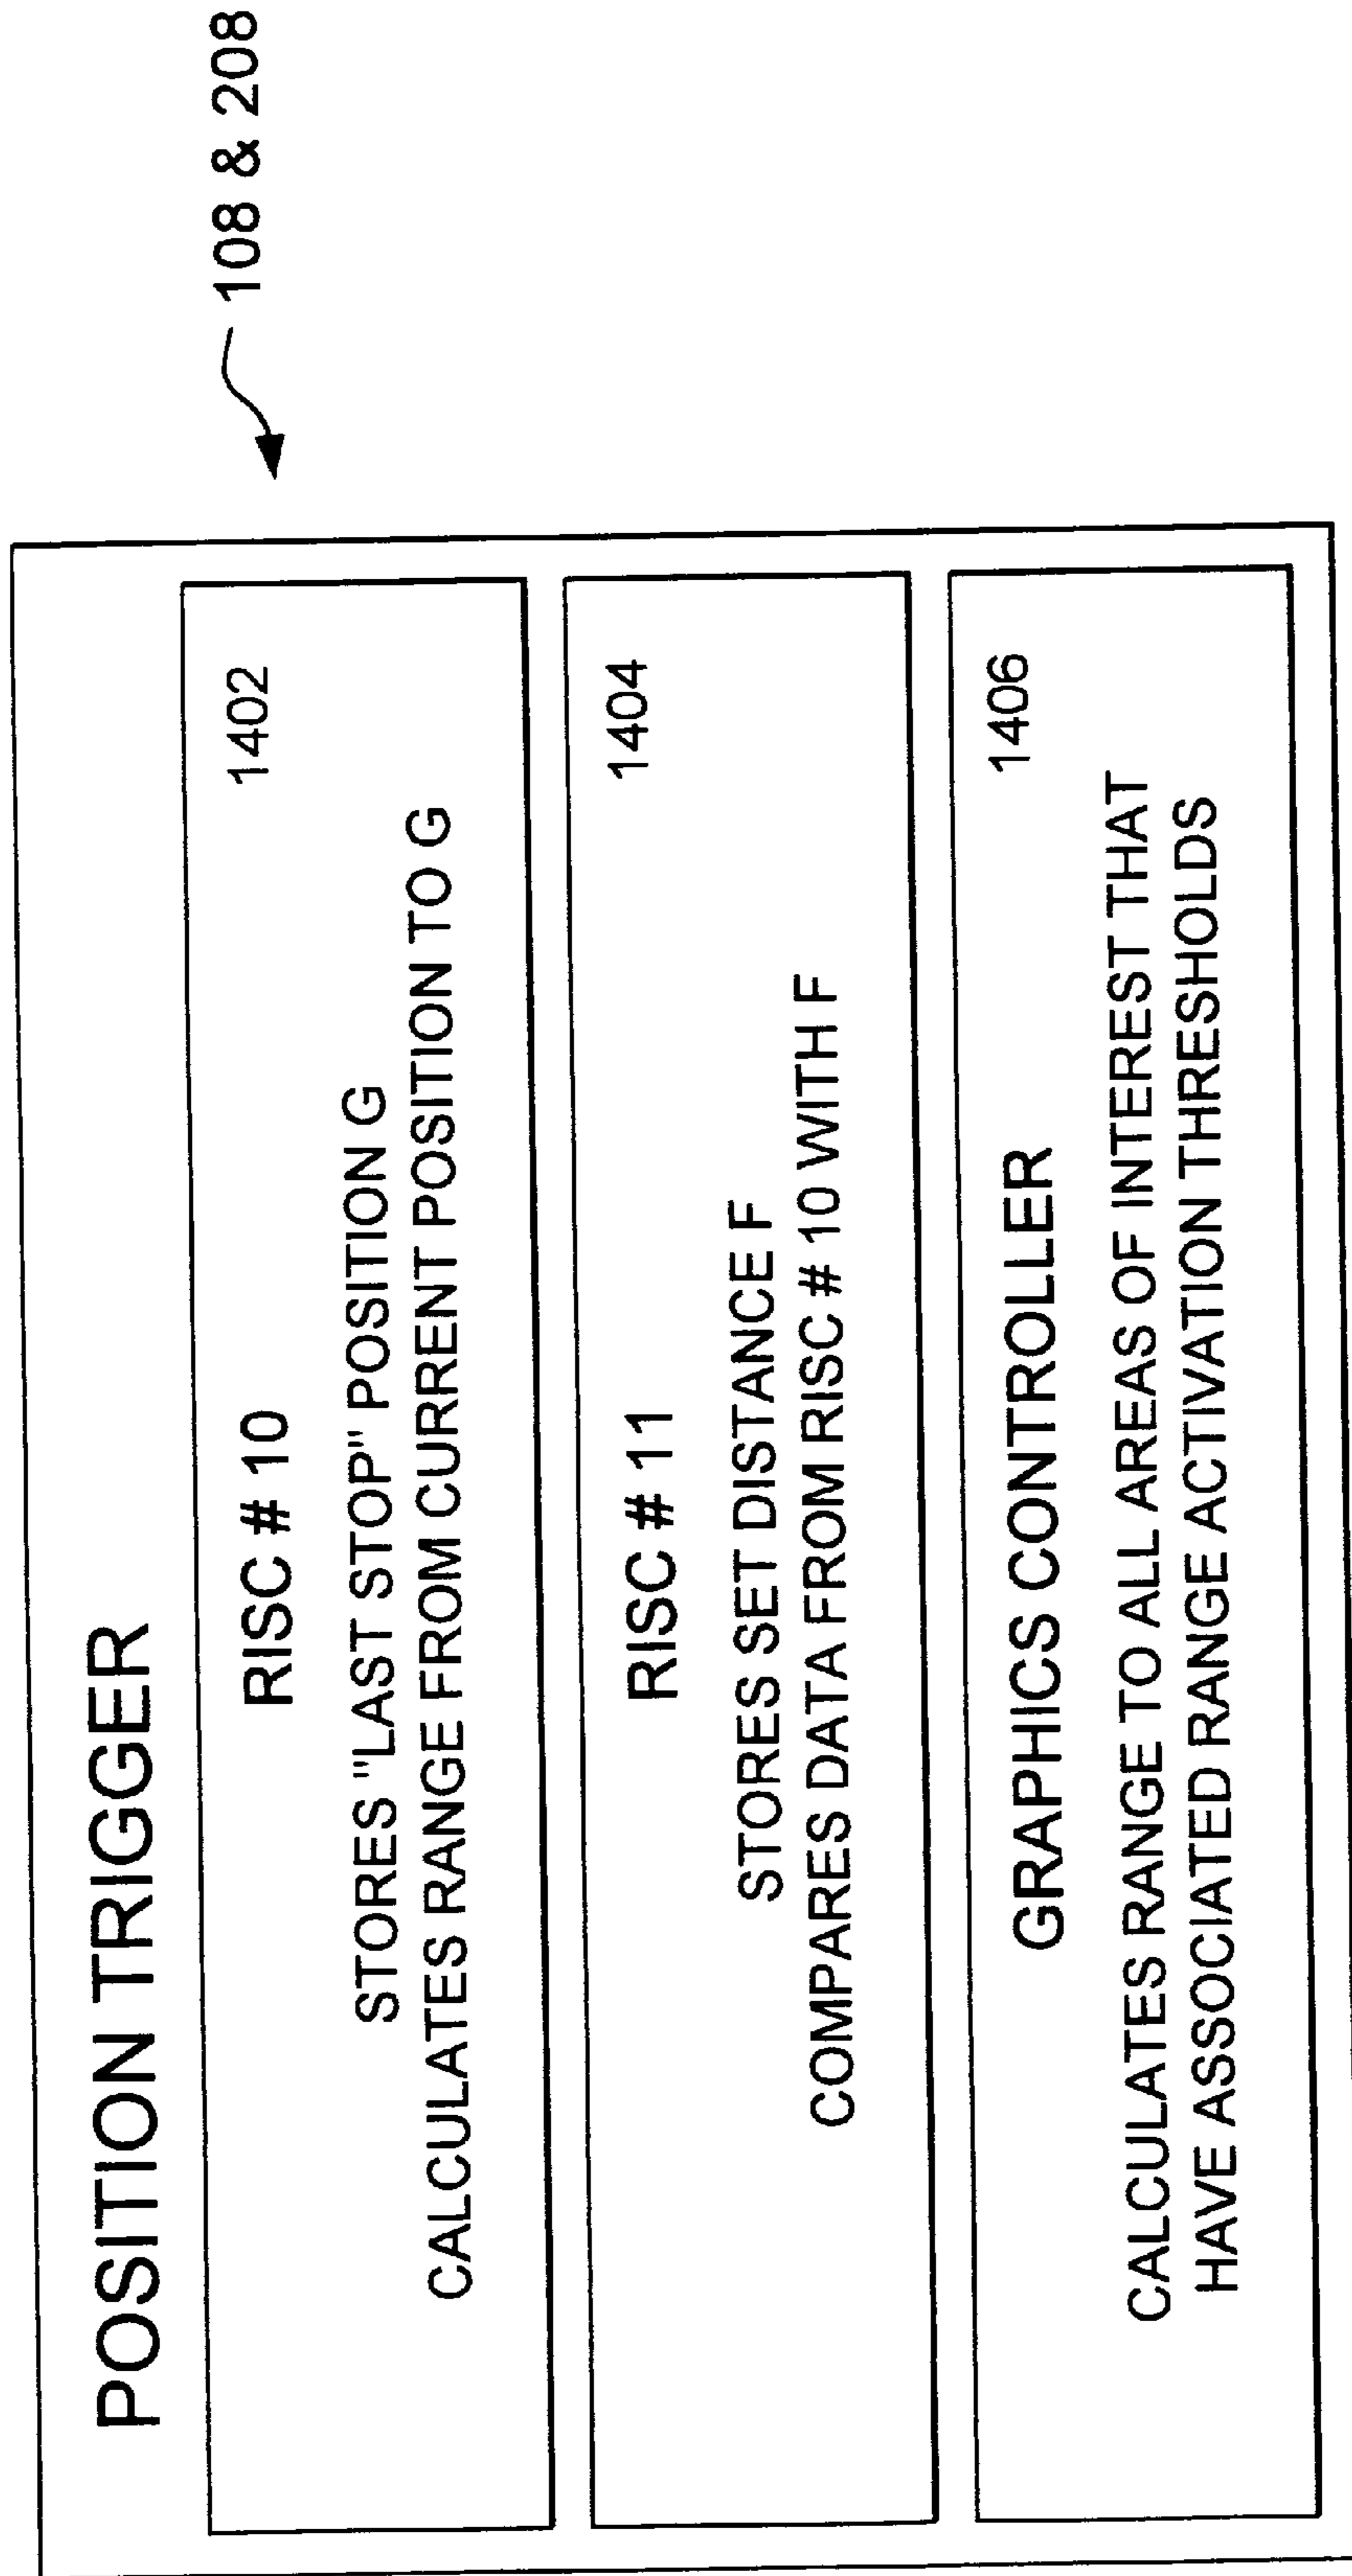 POSITION TRIGGER
108 & 208
1402
RISC # 10
STORES "LAST STOP" POSITION G
CALCULATES RANGE FROM CURRENT POSITION TO G
1404
RISC # 11
STORES SET DISTANCE F
COMPARES DATA FROM RISC # 10 WITH F
1406
GRAPHICS CONTROLLER
CALCULATES RANGE TO ALL AREAS OF INTEREST THAT
HAVE ASSOCIATED RANGE ACTIVATION THRESHOLDS